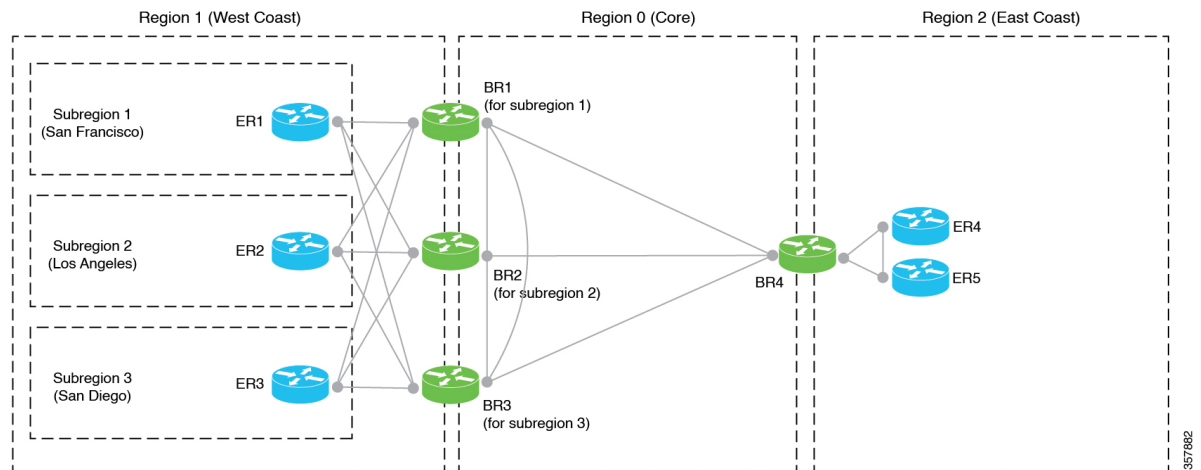 Region 1 (West Coast)
Region 0 (Core)
Region 2 (East Coast)
Subregion 1
(San Francisco)
ER1
BR1
(for subregion 1)
Subregion 2
(Los Angeles)
ER2
BR2
(for subregion 2)
BR4
ER4
ER5
Subregion 3
(San Diego)
ER3
BR3
(for subregion 3)
357882